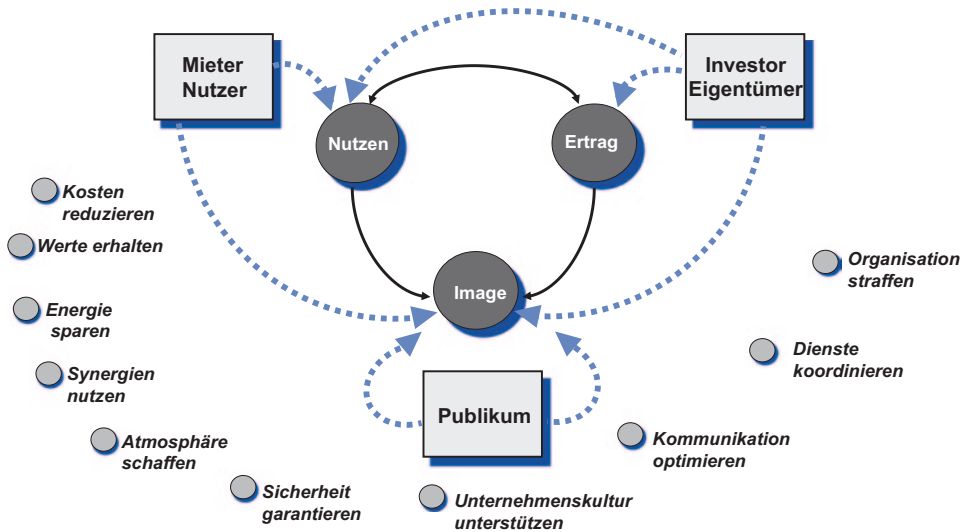 Mieter
Nutzer
Investor
Eigentümer
Nutzen
Ertrag
Kosten
reduzieren
Werte erhalten
Organisation
straffen
Image
Energie
sparen
Dienste
koordinieren
Synergien
nutzen
Publikum
Atmosphäre
schaffen
Kommunikation
optimieren
Sicherheit
garantieren
Unternehmenskultur
unterstützen